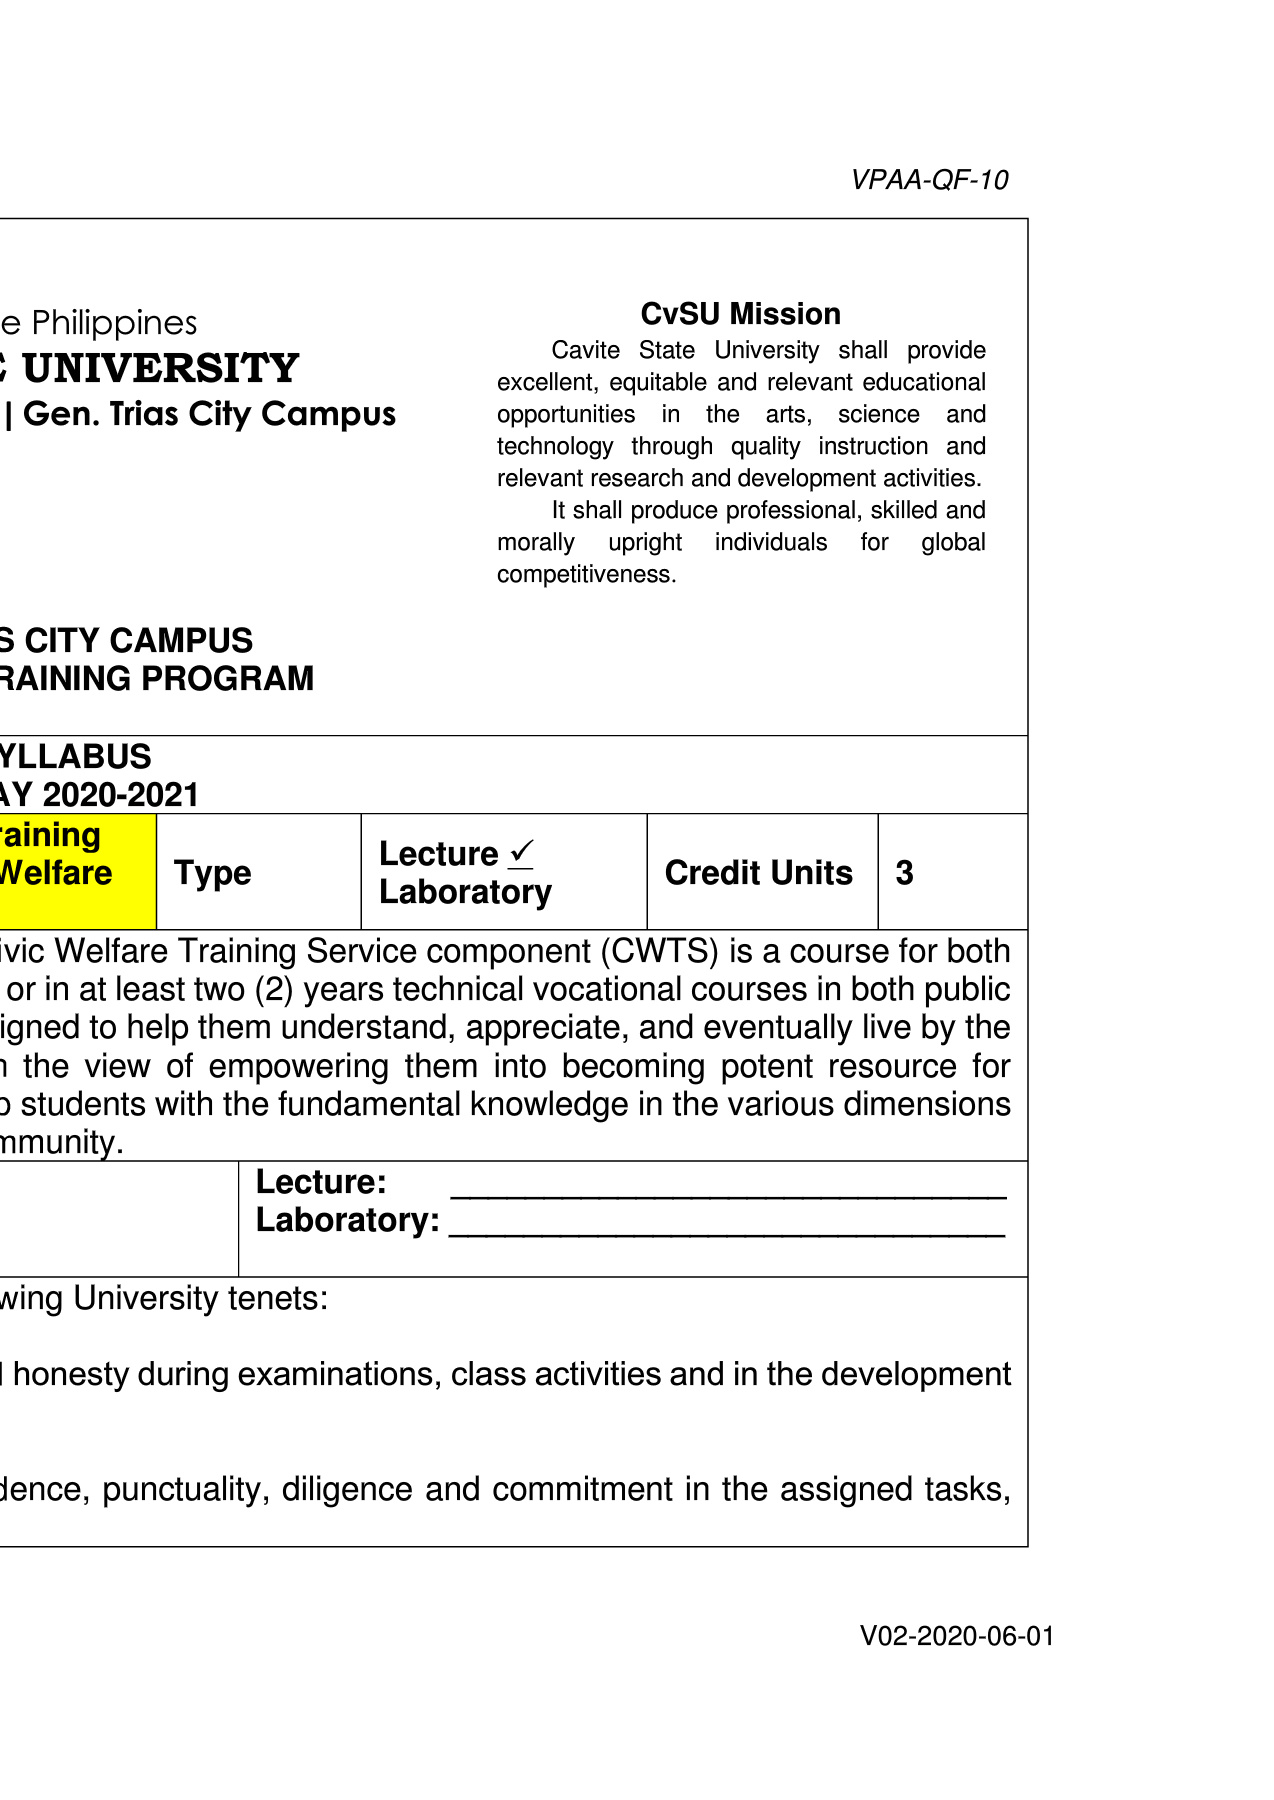 VPAA-QF-10
e Philippines
E UNIVERSITY
| Gen. Trias City Campus
CvSU Mission
Cavite State University shall provide
excellent, equitable and relevant educational
opportunities in the arts, science and
technology through quality instruction and
relevant research and development activities.
It shall produce professional, skilled and
morally upright individuals for global
competitiveness.
S CITY CAMPUS
RAINING PROGRAM
YLLABUS
AY 2020-2021
raining
Welfare
Type
Lecture ✓
Laboratory
Credit Units
3
ivic Welfare Training Service component (CWTS) is a course for both
or in at least two (2) years technical vocational courses in both public
igned to help them understand, appreciate, and eventually live by the
n the view of empowering them into becoming potent resource for
p students with the fundamental knowledge in the various dimensions
mmunity.
Lecture: ______________________________
Laboratory: ______________________________
wing University tenets:
l honesty during examinations, class activities and in the development
dence, punctuality, diligence and commitment in the assigned tasks,
V02-2020-06-01